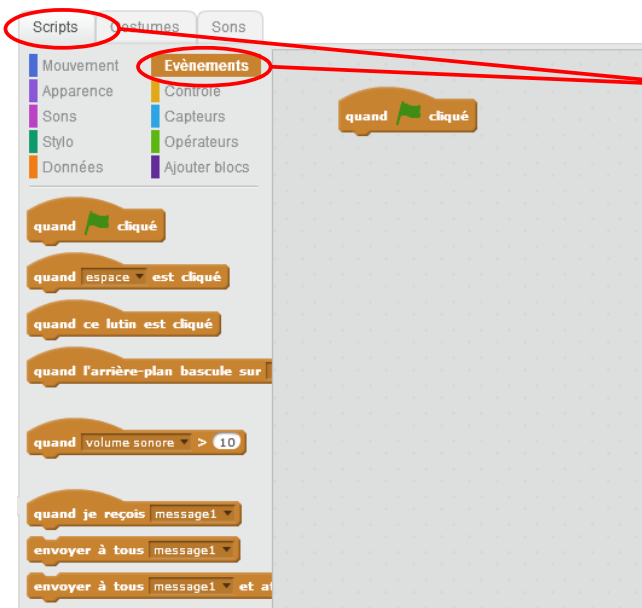 Scripts Costumes Sons
Mouvement Evènements
Apparence Contrôle
Sons Capteurs
Stylo Opérateurs
Données Ajouter blocs
quand cliqué
quand cliqué
quand espace est cliqué
quand ce lutin est cliqué
quand l'arrière-plan bascule sur
quand volume sonore > 10
quand je reçois message1
envoyer à tous message1
envoyer à tous message1 et